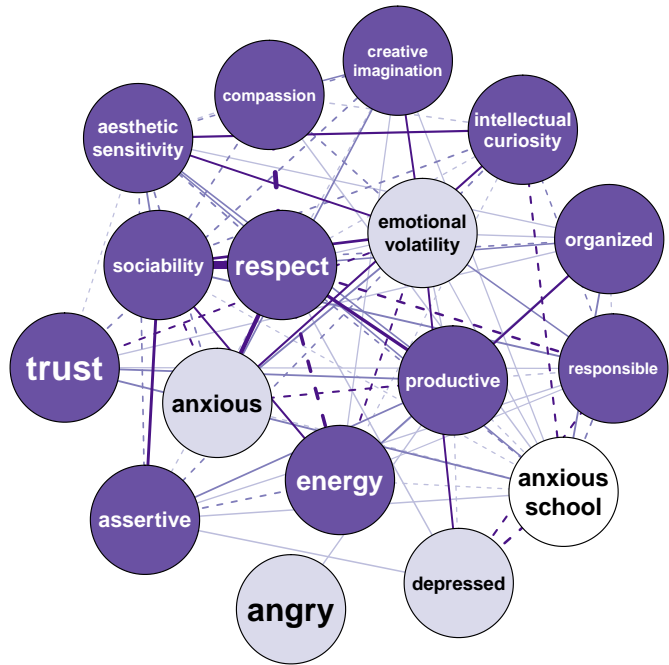 creative
imagination
compassion
aesthetic
sensitivity
intellectual
curiosity
emotional
volatility
organized
sociability
respect
trust
productive
responsible
anxious
energy
anxious
school
assertive
depressed
angry